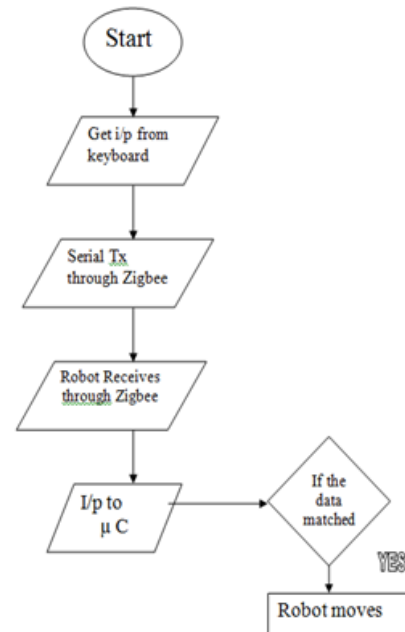 Start
Get i/p from
keyboard
Serial Tx
through Zigbee
Robot Receives
through Zigbee
I/p to
µ C
If the
data
matched
YES
Robot moves